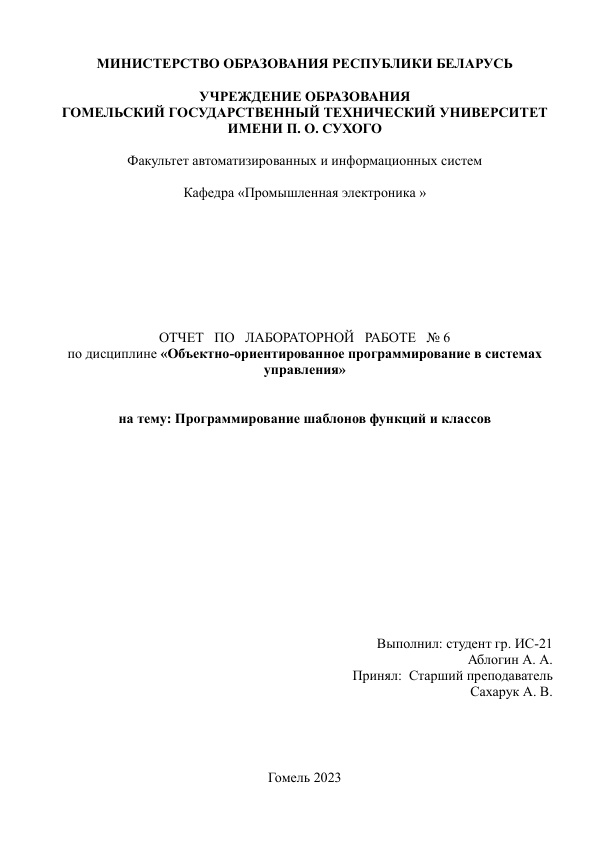 МИНИСТЕРСТВО ОБРАЗОВАНИЯ РЕСПУБЛИКИ БЕЛАРУСЬ
УЧРЕЖДЕНИЕ ОБРАЗОВАНИЯ
ГОМЕЛЬСКИЙ ГОСУДАРСТВЕННЫЙ ТЕХНИЧЕСКИЙ УНИВЕРСИТЕТ
ИМЕНИ П. О. СУХОГО
Факультет автоматизированных и информационных систем
Кафедра «Промышленная электроника »
ОТЧЕТ ПО ЛАБОРАТОРНОЙ РАБОТЕ № 6
по дисциплине «Объектно-ориентированное программирование в системах
управления»
на тему: Программирование шаблонов функций и классов
Выполнил: студент гр. ИС-21
Аблогин А. А.
Принял: Старший преподаватель
Сахарук А. В.
Гомель 2023